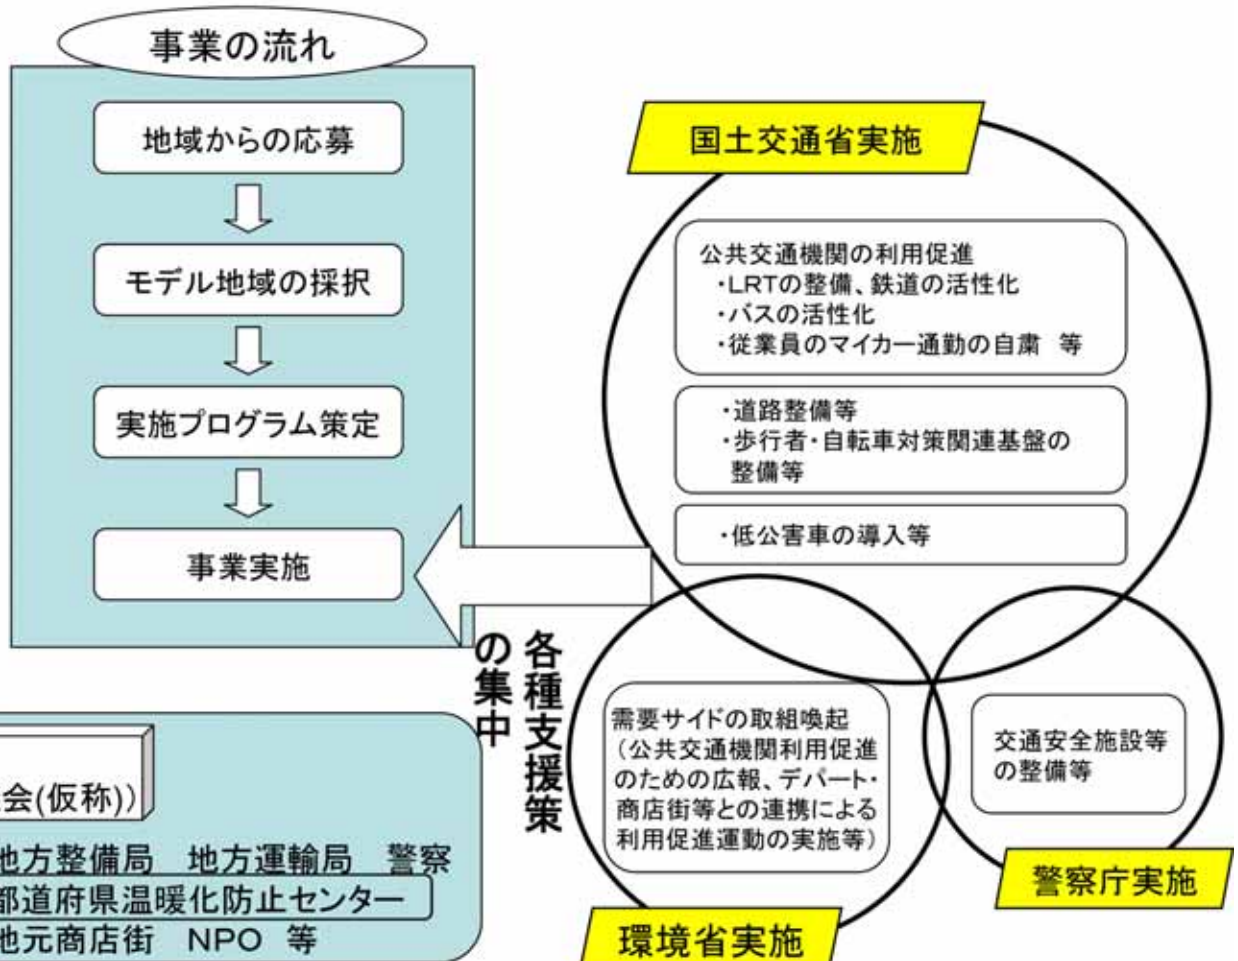 事業の流れ
地域からの応募
モデル地域の採択
実施プログラム策定
事業実施
各種支援策
の集中
国土交通省実施
公共交通機関の利用促進
・LRTの整備、鉄道の活性化
・バスの活性化
・従業員のマイカー通勤の自粛 等
・道路整備等
・歩行者・自転車対策関連基盤の
整備等
・低公害車の導入等
需要サイドの取組喚起
(公共交通機関利用促進
のための広報、デパート・
商店街等との連携による
利用促進運動の実施等)
環境省実施
交通安全施設等
の整備等
警察庁実施
会(仮称))
地方整備局 地方運輸局 警察
都道府県温暖化防止センター
地元商店街 NPO 等